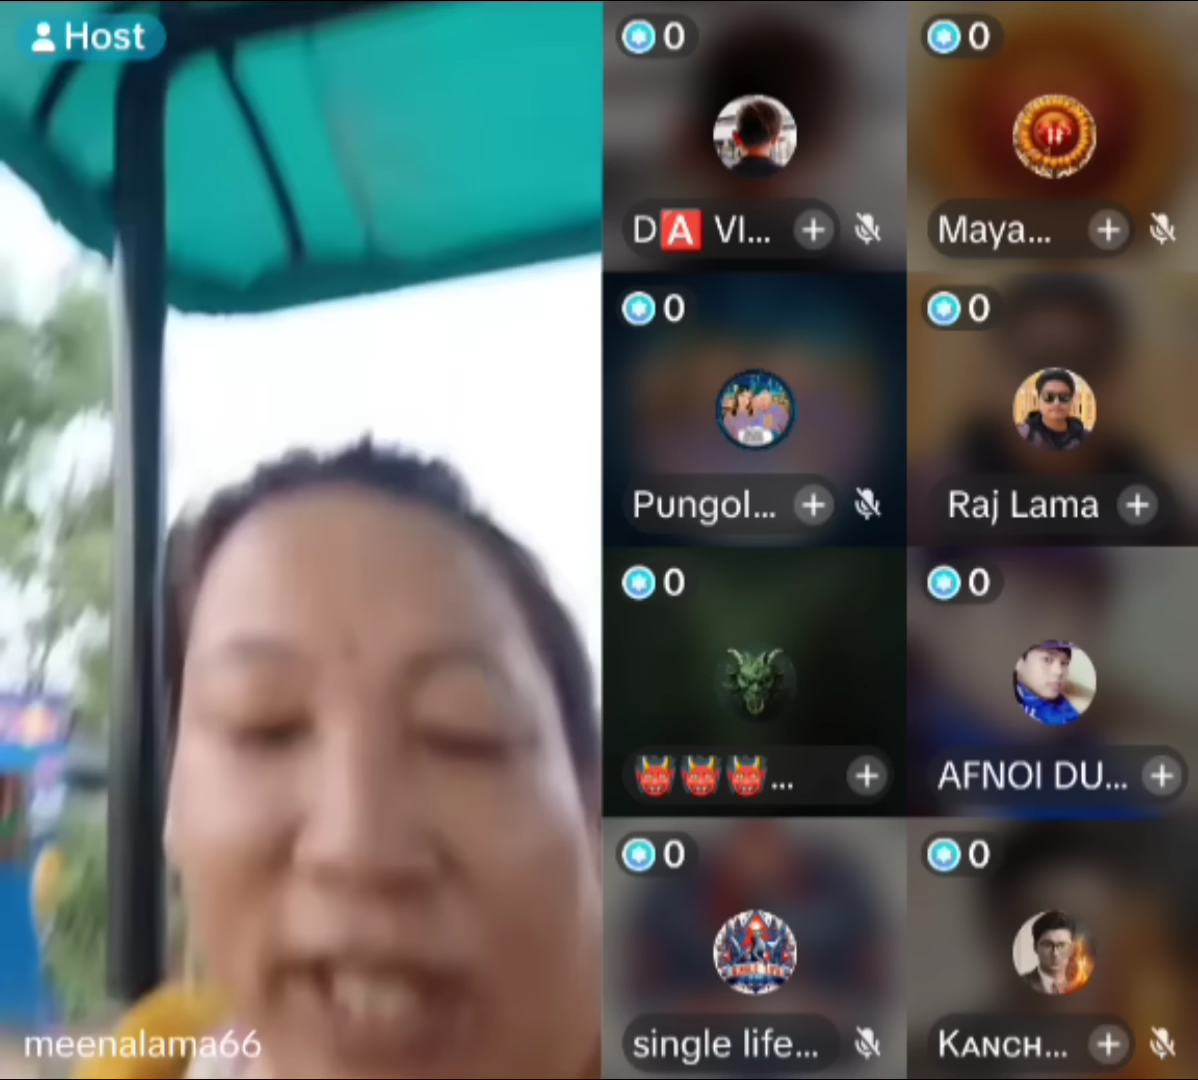 Host
0
0
DA VI...
Maya...
0
0
Pungol...
Raj Lama
0
0
...
AFNOI DU...
0
0
meenalama66
single life...
KANCH...